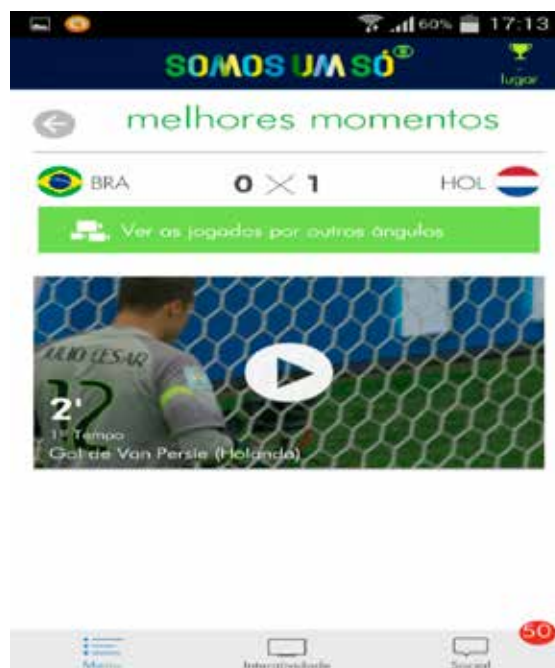 60% 17:13
SOMOS UM SÓ
lugar
melhores momentos
BRA 0 X 1 HOL
Ver as jogadas por outros ângulos
JULIO CESAR
12
2'
1º Tempo
Gol de Van Persie (Holanda)
50
Menu Interatividade Social